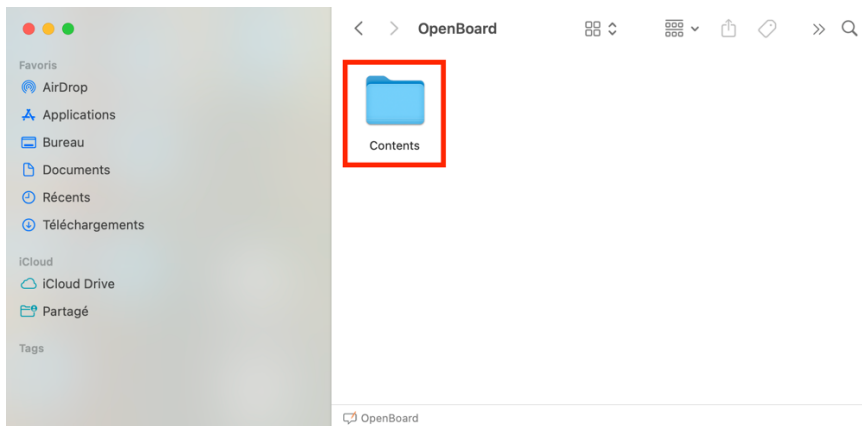 Favoris
AirDrop
Applications
Bureau
Documents
Récents
Téléchargements
iCloud
iCloud Drive
Partagé
Tags
OpenBoard
Contents
OpenBoard